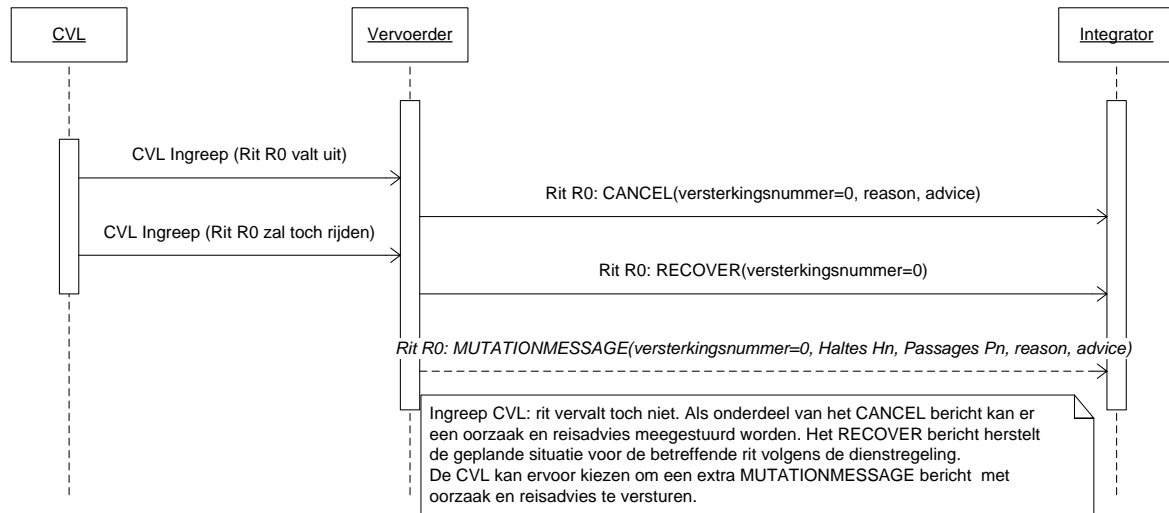 CVL
Vervoerder
Integrator
CVL Ingreep (Rit R0 valt uit)
Rit R0: CANCEL(versterkingsnummer=0, reason, advice)
CVL Ingreep (Rit R0 zal toch rijden)
Rit R0: RECOVER(versterkingsnummer=0)
Rit R0: MUTATIONMESSAGE(versterkingsnummer=0, Haltes Hn, Passages Pn, reason, advice)
Ingreep CVL: rit vervalt toch niet. Als onderdeel van het CANCEL bericht kan er
een oorzaak en reisadvies meegestuurd worden. Het RECOVER bericht herstelt
de geplande situatie voor de betreffende rit volgens de dienstregeling.
De CVL kan ervoor kiezen om een extra MUTATIONMESSAGE bericht met
oorzaak en reisadvies te versturen.